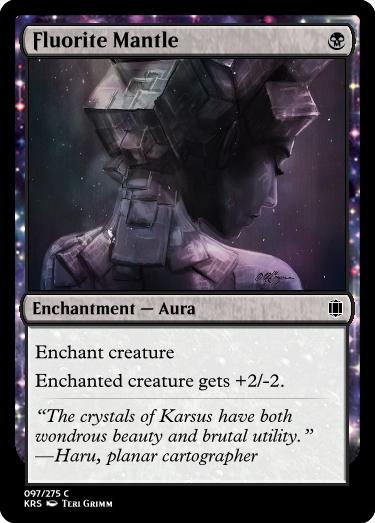 Fluorite Mantle
Enchantment — Aura
Enchant creature
Enchanted creature gets +2/-2.
“The crystals of Karsus have both
wondrous beauty and brutal utility.”
—Haru, planar cartographer
097/275 C
KRS Teri Grimm